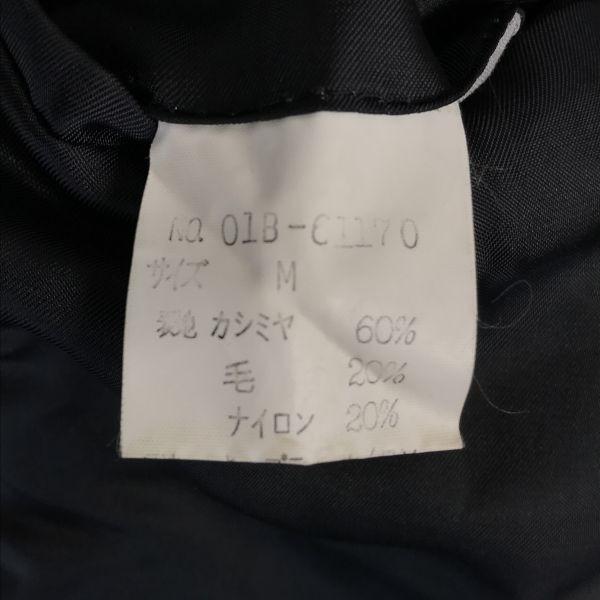 NO. 01B-C1170
サイズ M
表地 カシミヤ 60%
毛 20%
ナイロン 20%